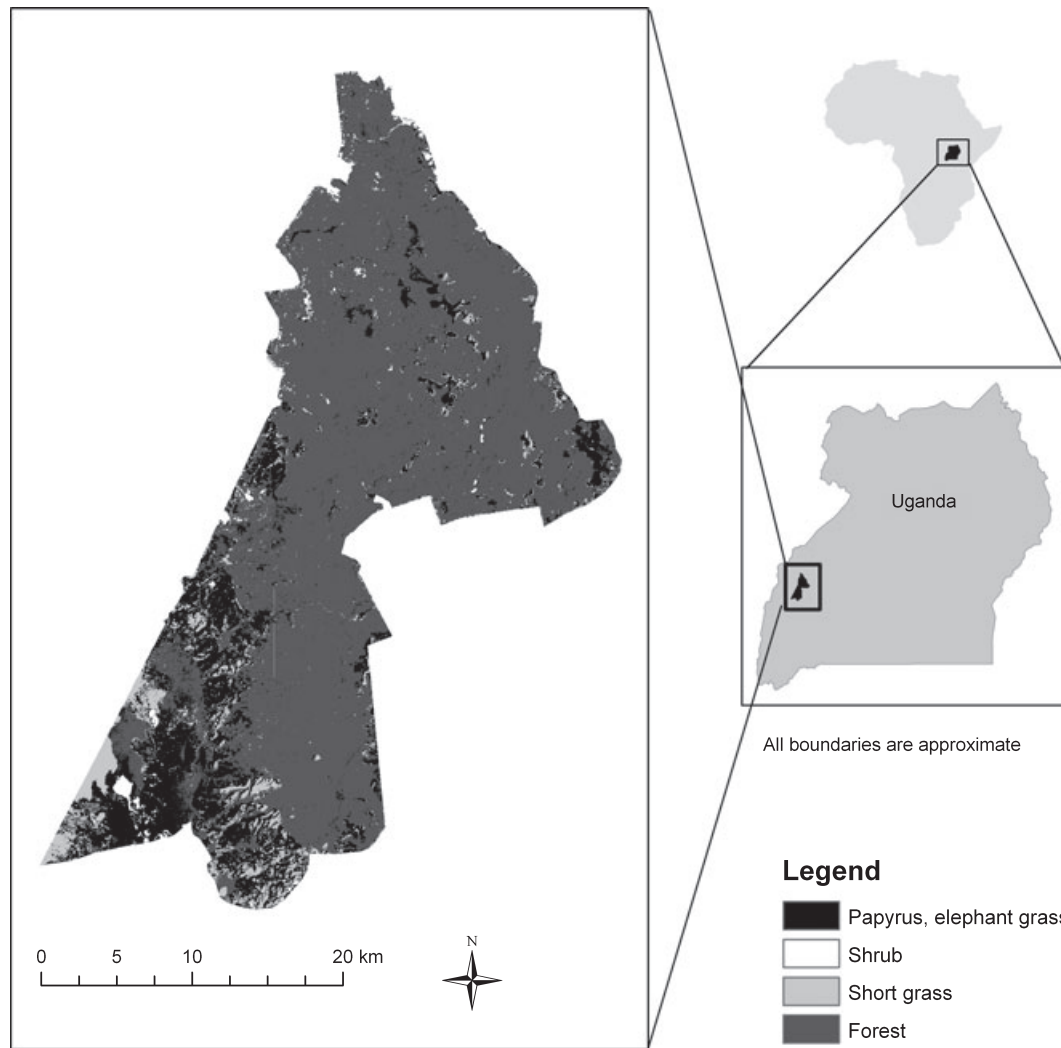 Uganda
All boundaries are approximate
0 5 10 20 km
N
Legend
Papyrus, elephant grass
Shrub
Short grass
Forest